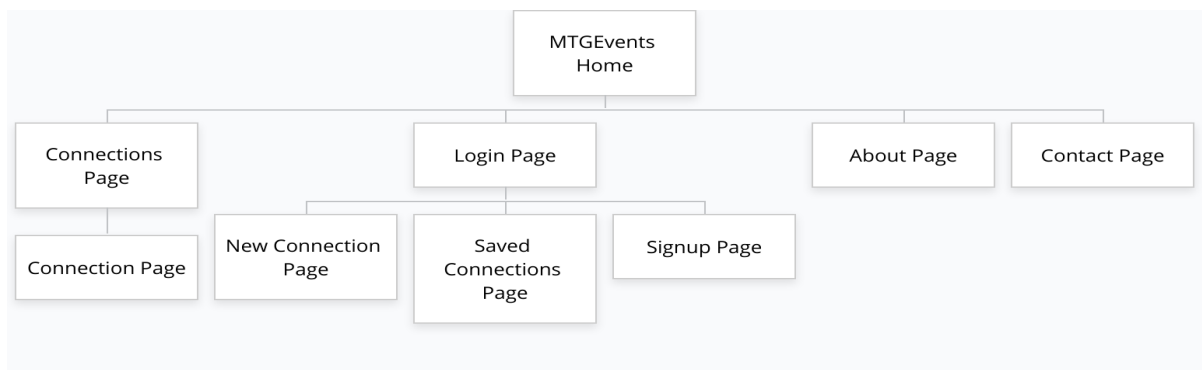 MTGEvents
Home
Connections
Page
Login Page
About Page
Contact Page
Connection Page
New Connection
Page
Saved
Connections
Page
Signup Page